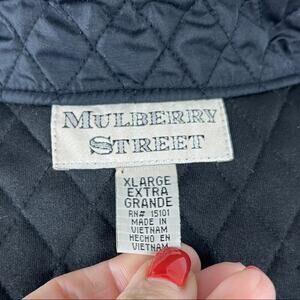 MULBERRY
STREET
XLARGE
EXTRA
GRANDE
RN# 15101
MADE IN
VIETNAM
HECHO EN
VIETNAM